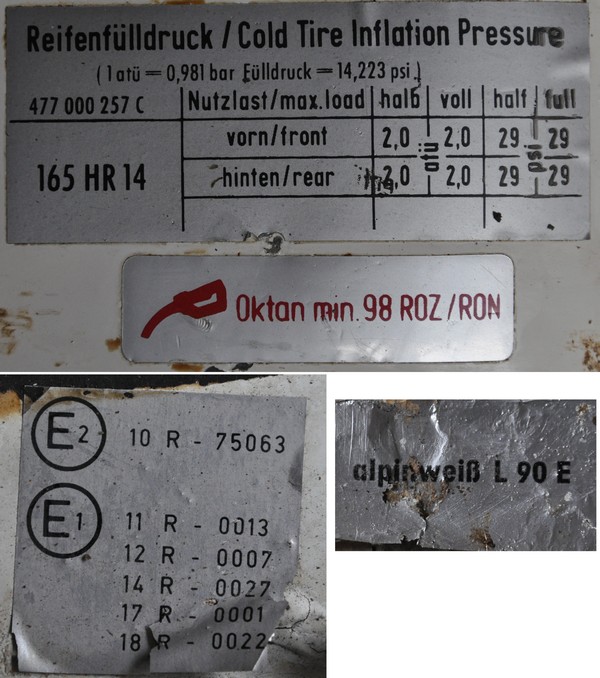 Reifenfülldruck / Cold Tire Inflation Pressure
( 1 atü = 0,981 bar Fülldruck = 14,223 psi.)
477 000 257 C Nutzlast/max.load halb voll half full
165 HR 14 vorn/front 2,0 atü 2,0 29 psi 29
hinten/rear 2,0 2,0 29 29
Oktan min. 98 ROZ/RON
E2 10 R - 75063
E1 11 R - 0013
12 R - 0007
14 R - 0027
17 R - 0001
18 R - 0022
alpinweiß L 90 E